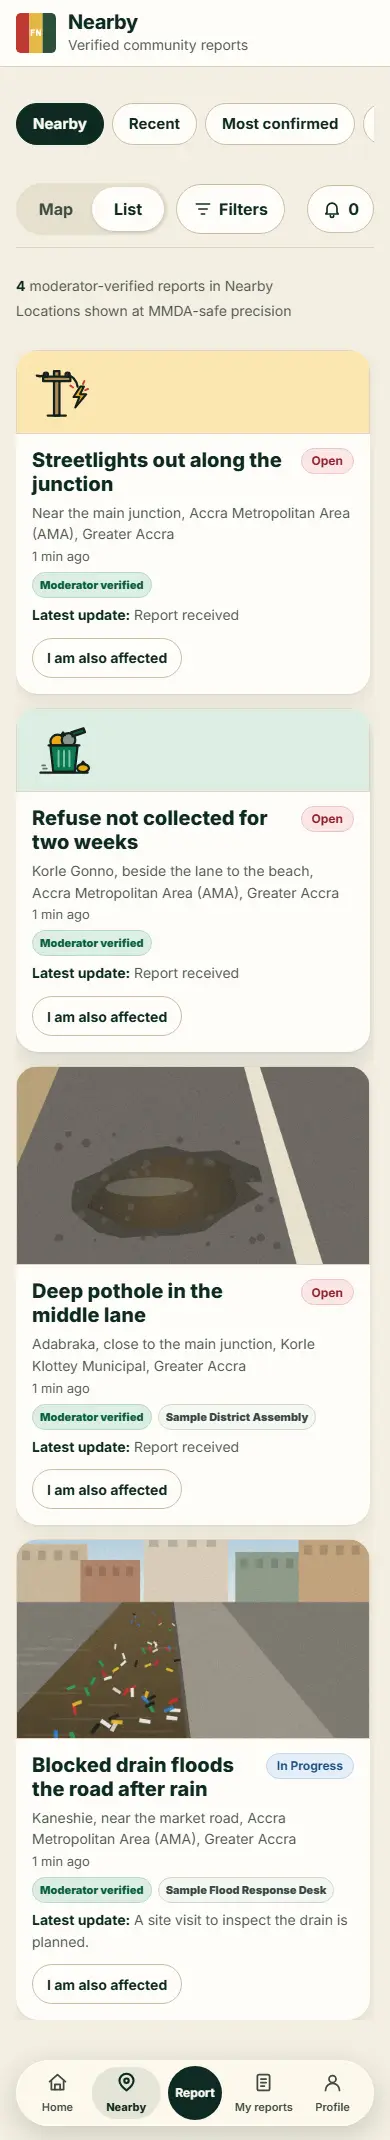 FN
Nearby
Verified community reports
Nearby
Recent
Most confirmed
Map
List
Filters
0
4 moderator-verified reports in Nearby
Locations shown at MMDA-safe precision
Streetlights out along the
junction
Open
Near the main junction, Accra Metropolitan Area
(AMA), Greater Accra
1 min ago
Moderator verified
Latest update: Report received
I am also affected
Refuse not collected for
two weeks
Open
Korle Gonno, beside the lane to the beach,
Accra Metropolitan Area (AMA), Greater Accra
1 min ago
Moderator verified
Latest update: Report received
I am also affected
Deep pothole in the
middle lane
Open
Adabraka, close to the main junction, Korle
Klottey Municipal, Greater Accra
1 min ago
Moderator verified
Sample District Assembly
Latest update: Report received
I am also affected
Blocked drain floods
the road after rain
In Progress
Kaneshie, near the market road, Accra
Metropolitan Area (AMA), Greater Accra
1 min ago
Moderator verified
Sample Flood Response Desk
Latest update: A site visit to inspect the drain is
planned.
I am also affected
Home
Nearby
Report
My reports
Profile